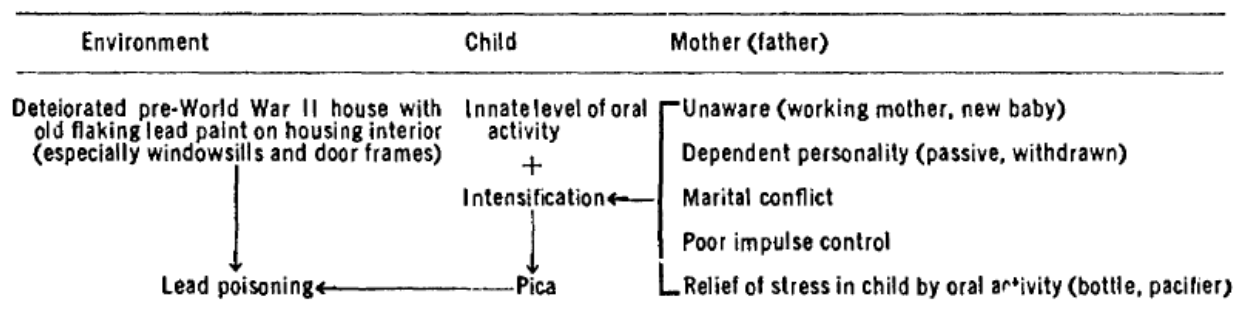 Environment Child Mother (father)
Deteiorated pre-World War II house with Innate level of oral Unaware (working mother, new baby)
old flaking lead paint on housing interior activity
(especially windowsills and door frames) + Dependent personality (passive, withdrawn)
Intensification Marital conflict
Poor impulse control
Lead poisoning Pica Relief of stress in child by oral activity (bottle, pacifier)